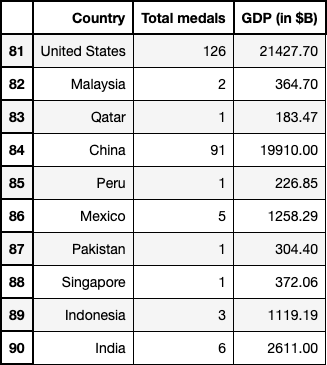 Country Total medals GDP (in $B)
81 United States 126 21427.70
82 Malaysia 2 364.70
83 Qatar 1 183.47
84 China 91 19910.00
85 Peru 1 226.85
86 Mexico 5 1258.29
87 Pakistan 1 304.40
88 Singapore 1 372.06
89 Indonesia 3 1119.19
90 India 6 2611.00